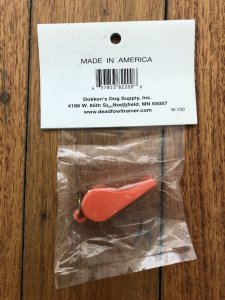 MADE IN AMERICA
Dokken's Dog Supply, Inc.
4186 W. 85th St., Northfield, MN 55057
www.deadfowltrainer.com
W-100